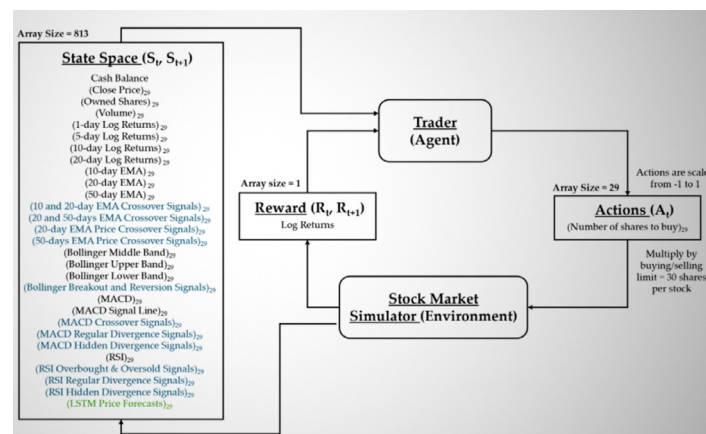 Array Size = 813
State Space (Sₜ, Sₜ₊₁)
Cash Balance
(Close Price)₂₉
(Owned Shares)₂₉
(Volume)₂₉
(1-day Log Returns)₂₉
(5-day Log Returns)₂₉
(10-day Log Returns)₂₉
(20-day Log Returns)₂₉
(10-day EMA)₂₉
(20-day EMA)₂₉
(50-day EMA)₂₉
(10 and 20-day EMA Crossover Signals)₂₉
(20 and 50-days EMA Crossover Signals)₂₉
(20-day EMA Price Crossover Signals)₂₉
(50-days EMA Price Crossover Signals)₂₉
(Bollinger Middle Band)₂₉
(Bollinger Upper Band)₂₉
(Bollinger Lower Band)₂₉
(Bollinger Breakout and Reversion Signals)₂₉
(MACD)₂₉
(MACD Signal Line)₂₉
(MACD Crossover Signals)₂₉
(MACD Regular Divergence Signals)₂₉
(MACD Hidden Divergence Signals)₂₉
(RSI)₂₉
(RSI Overbought & Oversold Signals)₂₉
(RSI Regular Divergence Signals)₂₉
(RSI Hidden Divergence Signals)₂₉
(LSTM Price Forecasts)₂₉
Trader
(Agent)
Array size = 1
Reward (Rₜ, Rₜ₊₁)
Log Returns
Actions are scale
from -1 to 1
Array Size = 29
Actions (Aₜ)
(Number of shares to buy)₂₉
Multiply by
buying/selling
limit = 30 shares
per stock
Stock Market
Simulator (Environment)